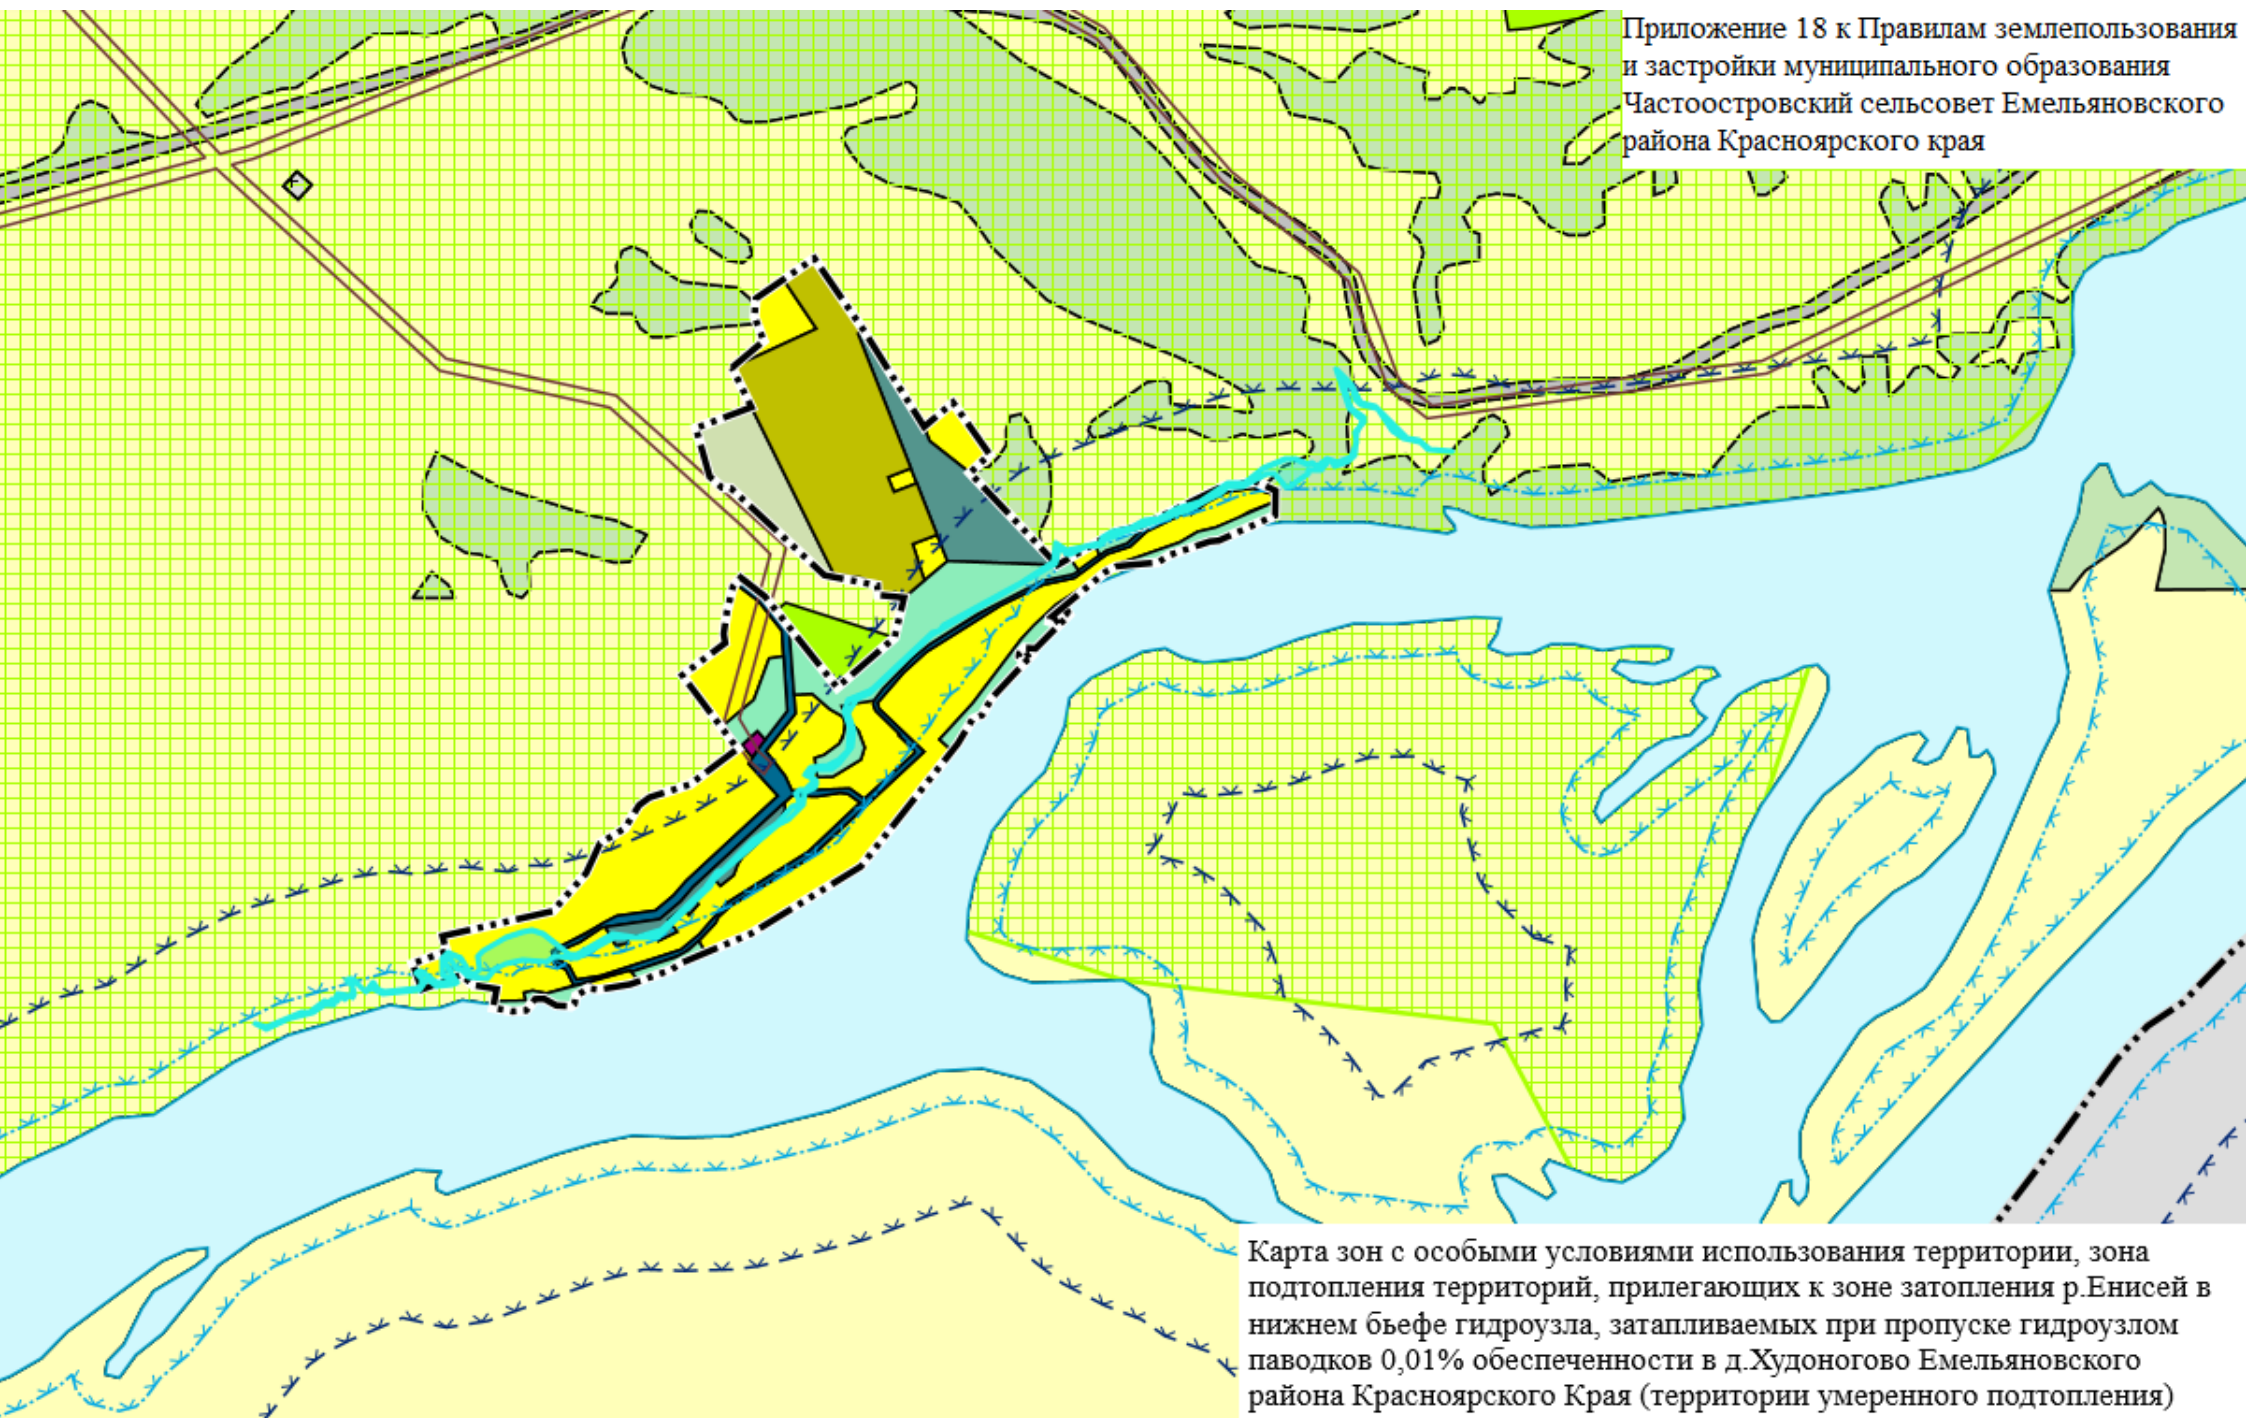 Приложение 18 к Правилам землепользования
и застройки муниципального образования
Частоостровский сельсовет Емельяновского
района Красноярского края
Карта зон с особыми условиями использования территории, зона
подтопления территорий, прилегающих к зоне затопления р.Енисей в
нижнем бьефе гидроузла, затапливаемых при пропуске гидроузлом
паводков 0,01% обеспеченности в д.Худоногово Емельяновского
района Красноярского Края (территории умеренного подтопления)